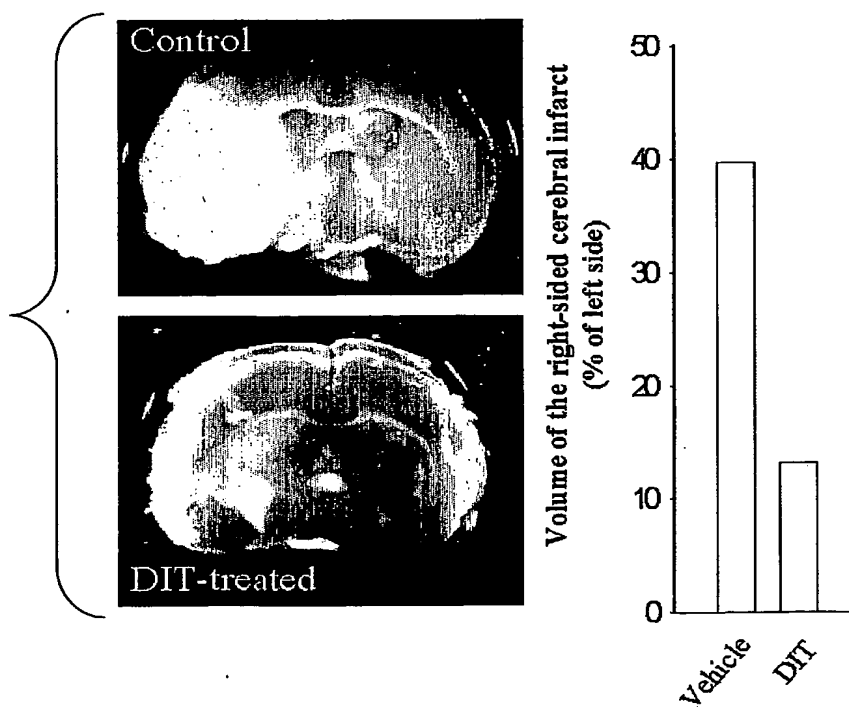 Control
DIT-treated
Volume of the right-sided cerebral infarct
(% of left side)
50
40
30
20
10
0
Vehicle
DIT